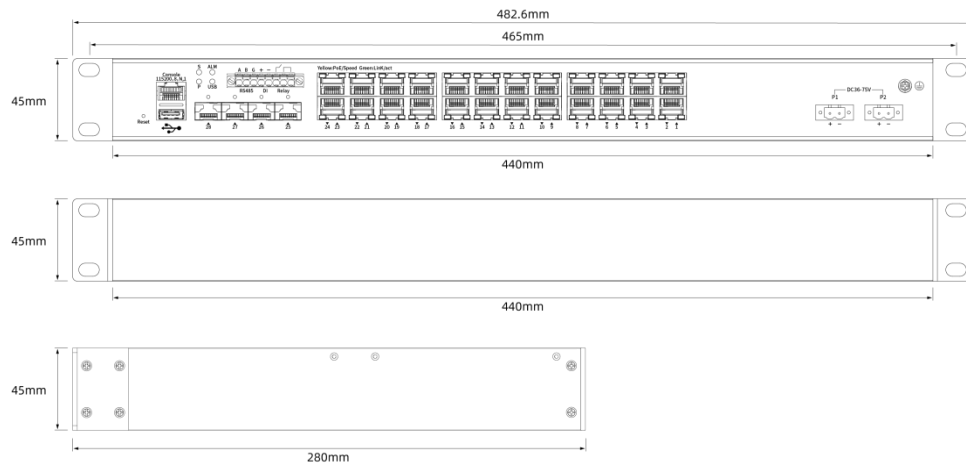 482.6mm
465mm
45mm
Console
115200,8,N,1
S ALM
P USB
A B G + −
RS485 DI Relay
Yellow:PoE/Speed Green:Link/act
DC36-75V
P1 P2
+ − + −
Reset
28 27 26 25
24 23 22 21 20 19 18 17 16 15 14 13 12 11 10 9 8 7 6 5 4 3 2 1
440mm
45mm
440mm
45mm
280mm